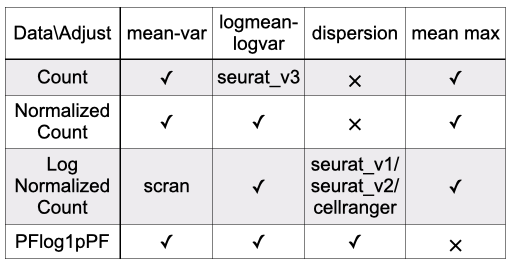 Data\Adjust mean-var logmean-logvar dispersion mean max
Count ✓ seurat_v3 × ✓
Normalized Count ✓ ✓ × ✓
Log Normalized Count scran ✓ seurat_v1/seurat_v2/cellranger ✓
PFlog1pPF ✓ ✓ ✓ ×